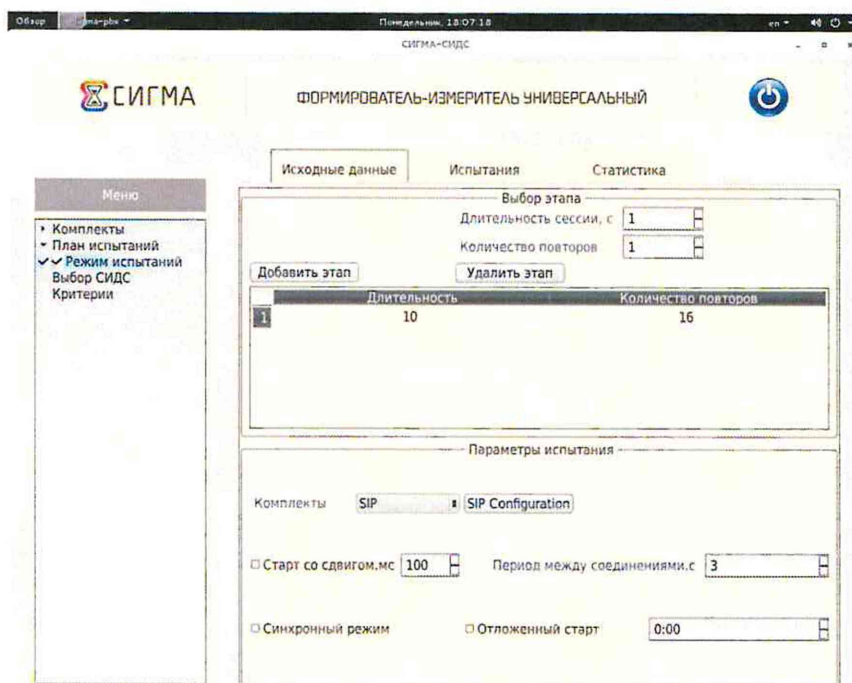 Обзор
Понедельник, 18:07:18
en
СИГМА-СИДС
СИГМА
ФОРМИРОВАТЕЛЬ-ИЗМЕРИТЕЛЬ УНИВЕРСАЛЬНЫЙ
Исходные данные Испытания Статистика
Меню
Комплекты
План испытаний
Режим испытаний
Выбор СИДС
Критерии
Выбор этапа
Длительность сессии, с 1
Количество повторов 1
Добавить этап Удалить этап
Длительность Количество повторов
1 10 16
Параметры испытания
Комплекты SIP SIP Configuration
Старт со сдвигом,мс 100 Период между соединениями,с 3
Синхронный режим Отложенный старт 0:00